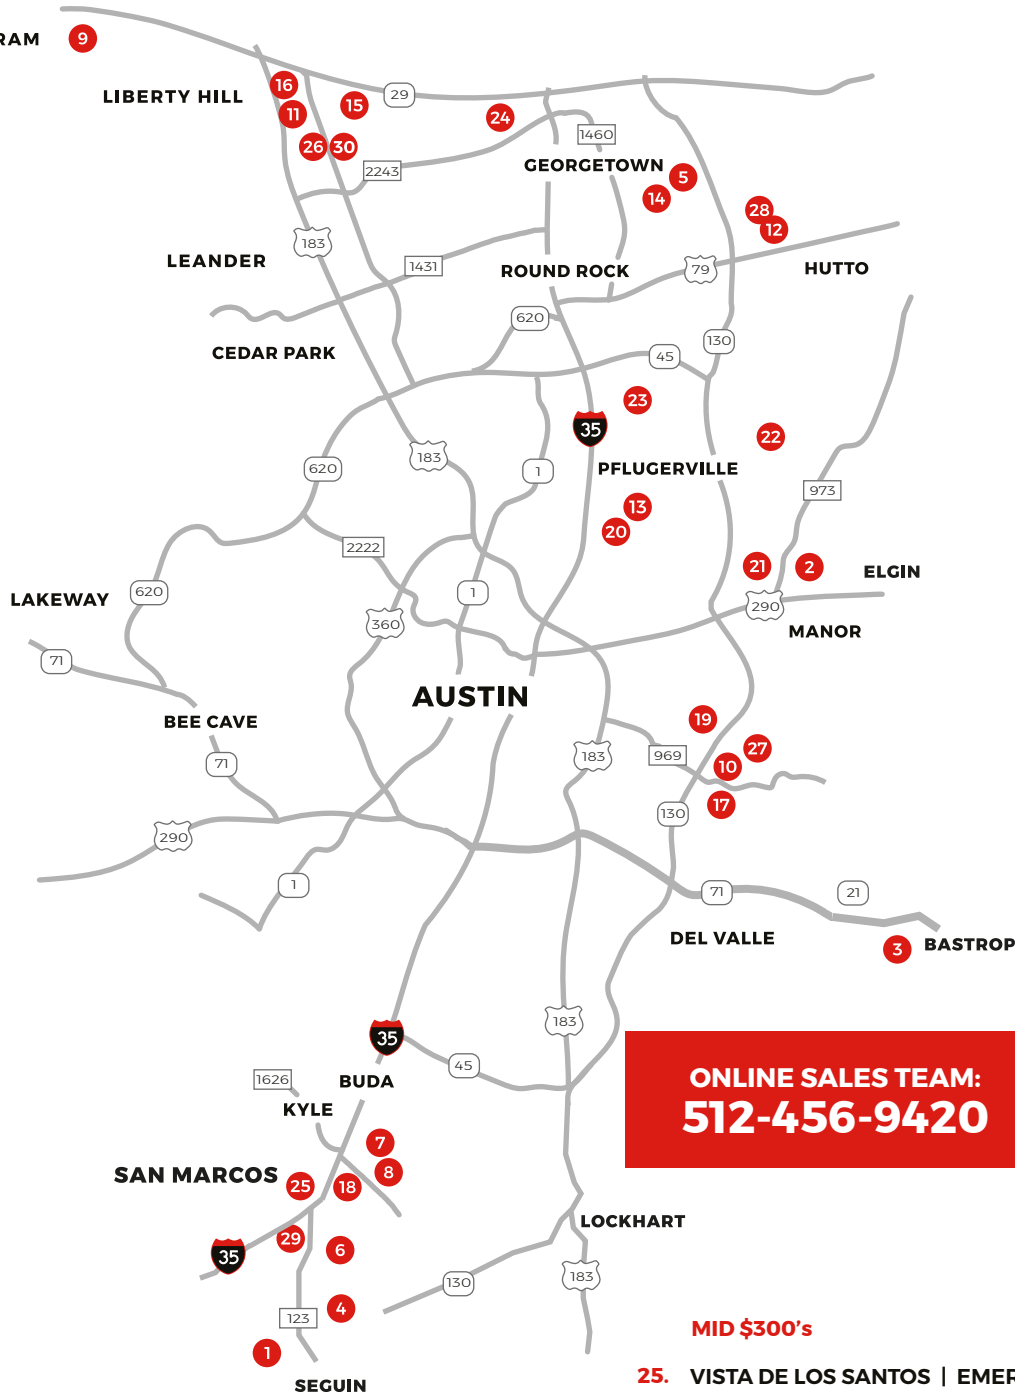 RAM
9
LIBERTY HILL
16
11
15
29
24
26
30
2243
1460
GEORGETOWN
5
14
28
12
183
LEANDER
1431
ROUND ROCK
79
HUTTO
620
CEDAR PARK
45
130
23
35
22
183
620
1
PFLUGERVILLE
973
13
20
2222
21
2
ELGIN
LAKEWAY
620
1
360
290
MANOR
71
AUSTIN
BEE CAVE
19
27
183
969
10
71
17
130
290
1
71
21
DEL VALLE
3
BASTROP
183
35
45
1626
BUDA
KYLE
ONLINE SALES TEAM:
512-456-9420
7
8
SAN MARCOS
25
18
LOCKHART
29
35
6
183
130
4
123
1
SEGUIN
MID $300's
25. VISTA DE LOS SANTOS | EMER